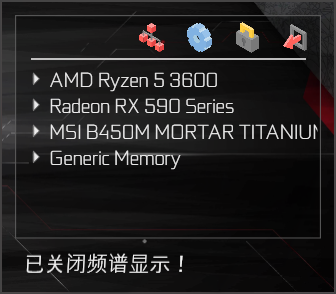 AMD Ryzen 5 3600
Radeon RX 590 Series
MSI B450M MORTAR TITANIUM
Generic Memory
已关闭频谱显示！